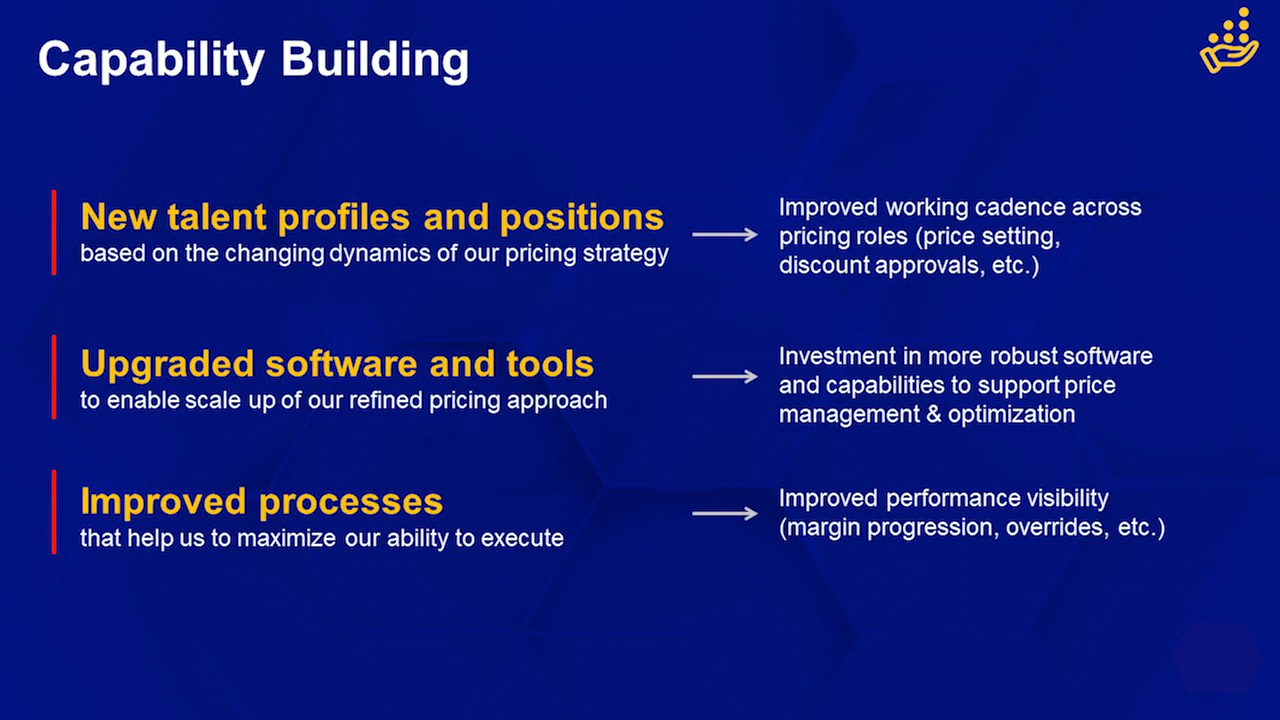 Capability Building
New talent profiles and positions
based on the changing dynamics of our pricing strategy
Improved working cadence across
pricing roles (price setting,
discount approvals, etc.)
Upgraded software and tools
to enable scale up of our refined pricing approach
Investment in more robust software
and capabilities to support price
management & optimization
Improved processes
that help us to maximize our ability to execute
Improved performance visibility
(margin progression, overrides, etc.)